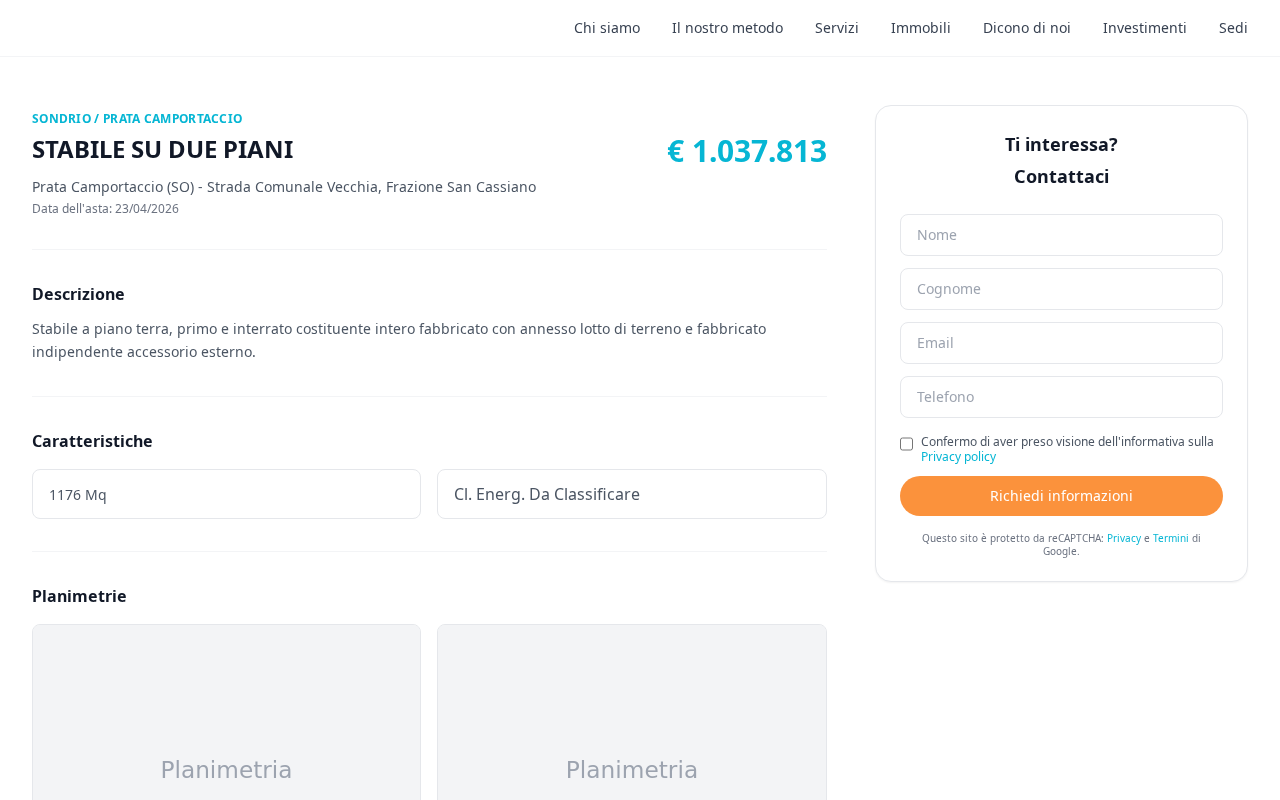 Chi siamo
Il nostro metodo
Servizi
Immobili
Dicono di noi
Investimenti
Sedi
SONDRIO / PRATA CAMPORTACCIO
STABILE SU DUE PIANI
€ 1.037.813
Prata Camportaccio (SO) - Strada Comunale Vecchia, Frazione San Cassiano
Data dell'asta: 23/04/2026
Descrizione
Stabile a piano terra, primo e interrato costituente intero fabbricato con annesso lotto di terreno e fabbricato
indipendente accessorio esterno.
Caratteristiche
1176 Mq
Cl. Energ. Da Classificare
Planimetrie
Planimetria
Planimetria
Ti interessa?
Contattaci
Nome
Cognome
Email
Telefono
Confermo di aver preso visione dell'informativa sulla
Privacy policy
Richiedi informazioni
Questo sito è protetto da reCAPTCHA: Privacy e Termini di
Google.